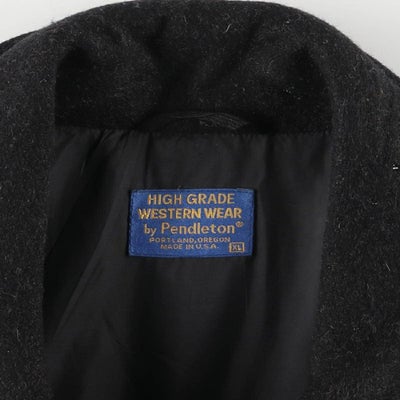 HIGH GRADE
WESTERN WEAR
by Pendleton®
PORTLAND, OREGON
MADE IN U.S.A. XL